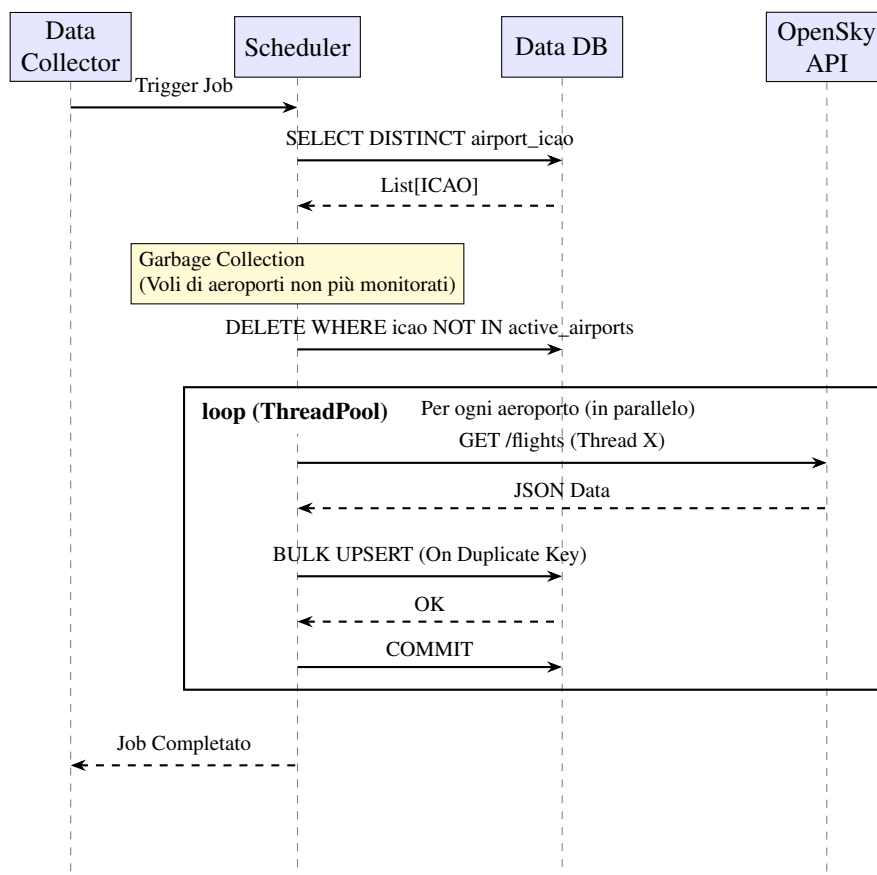 Data
Collector
Scheduler
Data DB
OpenSky
API
Trigger Job
SELECT DISTINCT airport_icao
List[ICAO]
Garbage Collection
(Voli di aeroporti non più monitorati)
DELETE WHERE icao NOT IN active_airports
loop (ThreadPool)
Per ogni aeroporto (in parallelo)
GET /flights (Thread X)
JSON Data
BULK UPSERT (On Duplicate Key)
OK
COMMIT
Job Completato